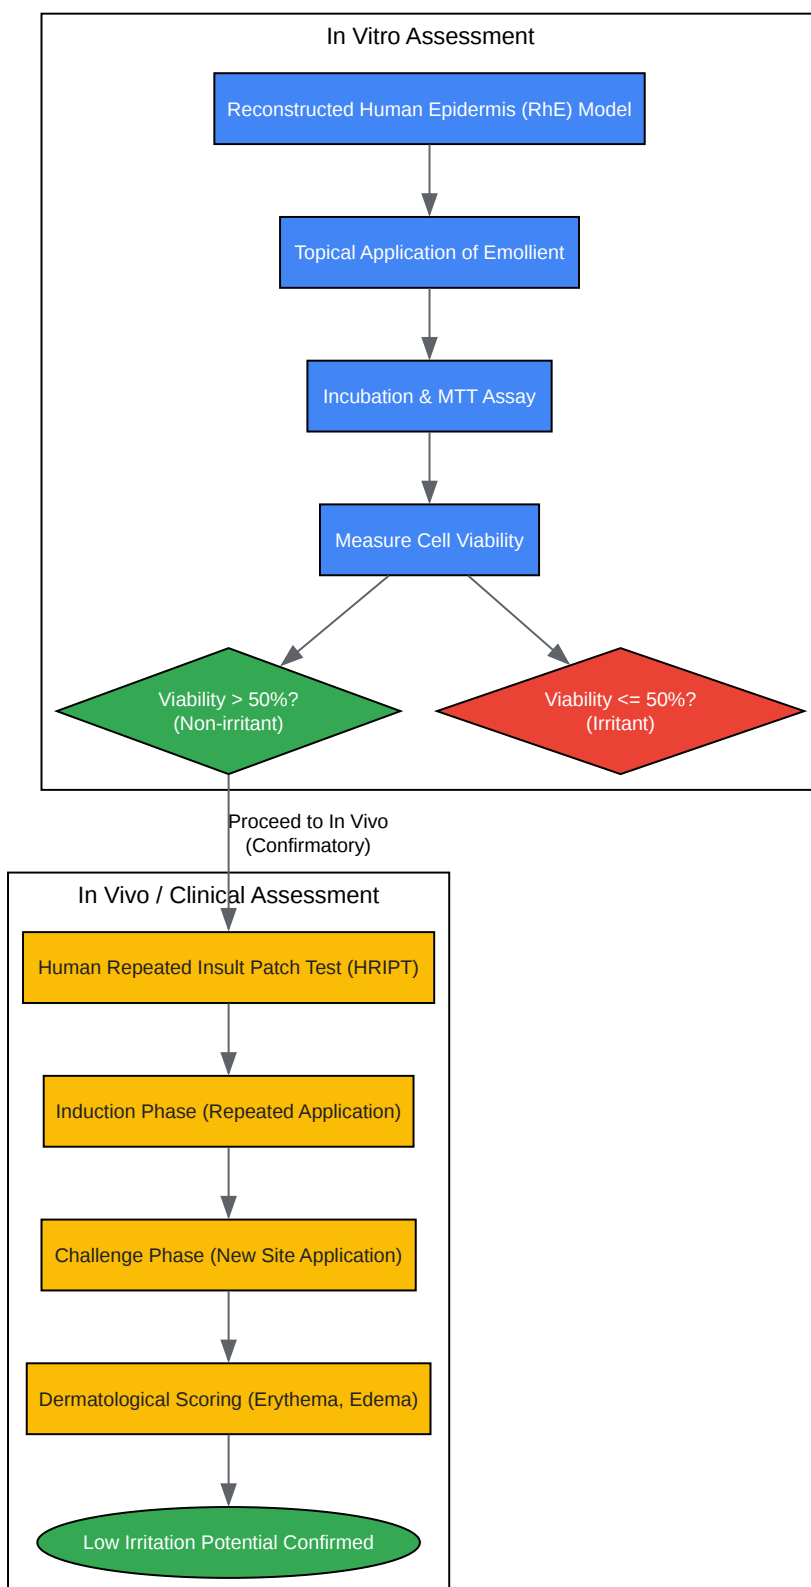 In Vitro Assessment
Reconstructed Human Epidermis (RhE) Model
Topical Application of Emollient
Incubation & MTT Assay
Measure Cell Viability
Viability > 50%?
(Non-irritant)
Viability <= 50%?
(Irritant)
Proceed to In Vivo
(Confirmatory)
In Vivo / Clinical Assessment
Human Repeated Insult Patch Test (HRIPT)
Induction Phase (Repeated Application)
Challenge Phase (New Site Application)
Dermatological Scoring (Erythema, Edema)
Low Irritation Potential Confirmed